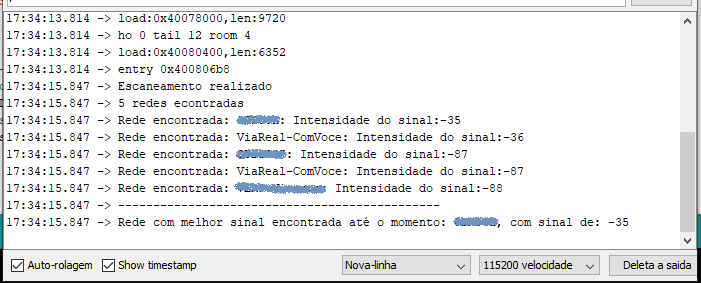 17:34:13.814 -> load:0x40078000,len:9720
17:34:13.814 -> ho 0 tail 12 room 4
17:34:13.814 -> load:0x40080400,len:6352
17:34:13.814 -> entry 0x400806b8
17:34:15.847 -> Escaneamento realizado
17:34:15.847 -> 5 redes econtradas
17:34:15.847 -> Rede encontrada: : Intensidade do sinal:-35
17:34:15.847 -> Rede encontrada: ViaReal-ComVoce: Intensidade do sinal:-36
17:34:15.847 -> Rede encontrada: : Intensidade do sinal:-87
17:34:15.847 -> Rede encontrada: ViaReal-ComVoce: Intensidade do sinal:-87
17:34:15.847 -> Rede encontrada: Intensidade do sinal:-88
17:34:15.847 -> ----------------------------------------
17:34:15.847 -> Rede com melhor sinal encontrada até o momento: , com sinal de: -35
Auto-rolagem Show timestamp Nova-linha 115200 velocidade Deleta a saida